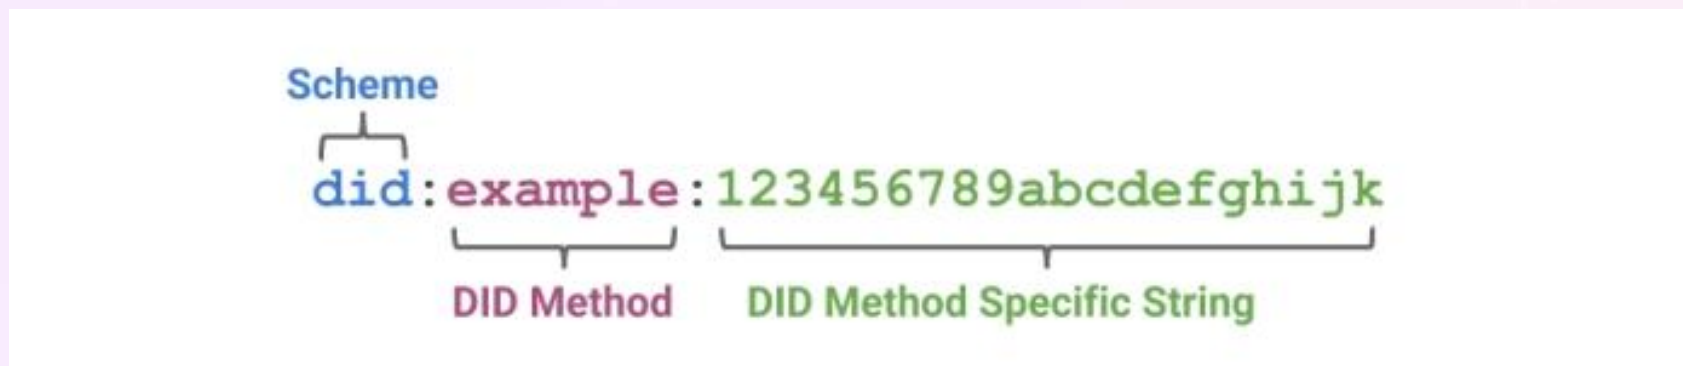 Scheme
did:example:123456789abcdefghijk
DID Method
DID Method Specific String